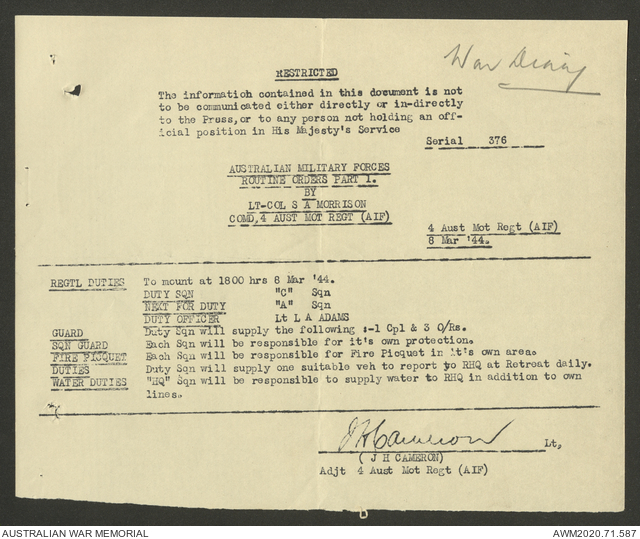 War Diary
RESTRICTED
The information contained in this document is not
to be communicated either directly or in-directly
to the Press, or to any person not holding an off-
icial position in His Majesty's Service
Serial 376
AUSTRALIAN MILITARY FORCES
ROUTINE ORDERS PART 1.
BY
LT-COL S A MORRISON
COMD, 4 AUST MOT REGT (AIF)
4 Aust Mot Regt (AIF)
8 Mar '44.
REGTL DUTIES To mount at 1800 hrs 8 Mar '44.
DUTY SQN "C" Sqn
NEXT FOR DUTY "A" Sqn
DUTY OFFICER Lt L A ADAMS
GUARD Duty Sqn will supply the following :-1 Cpl & 3 O/Rs.
SQN GUARD Each Sqn will be responsible for it's own protection.
FIRE PICQUET Each Sqn will be responsible for Fire Picquet in it's own area.
DUTIES Duty Sqn will supply one suitable veh to report to RHQ at Retreat daily.
WATER DUTIES "HQ" Sqn will be responsible to supply water to RHQ in addition to own
lines.
J H Cameron Lt,
(J H CAMERON)
Adjt 4 Aust Mot Regt (AIF)
AUSTRALIAN WAR MEMORIAL AWM2020.71.587